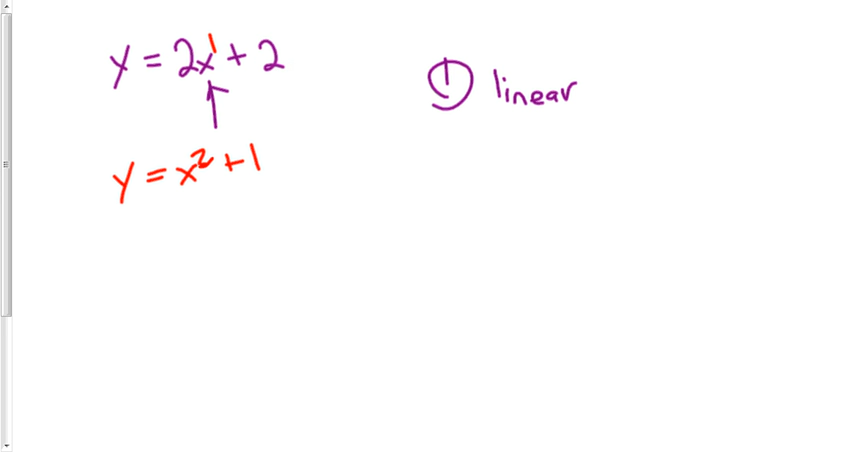 y = 2x¹ + 2
① linear
y = x² + 1